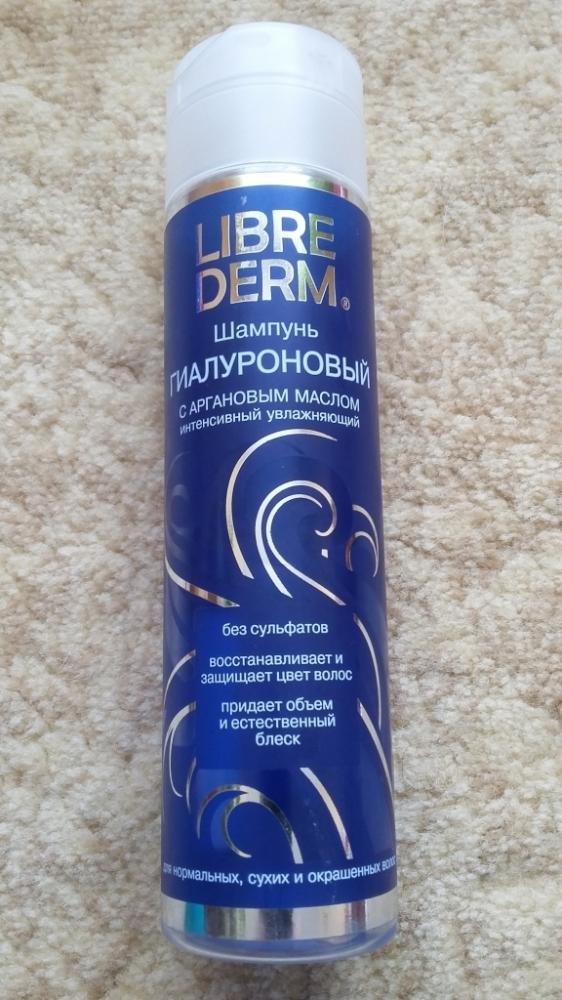 LIBRE
DERM®
Шампунь
ГИАЛУРОНОВЫЙ
С АРГАНОВЫМ МАСЛОМ
интенсивный увлажняющий
без сульфатов
восстанавливает и
защищает цвет волос
придает объем
и естественный
блеск
для нормальных, сухих и окрашенных волос